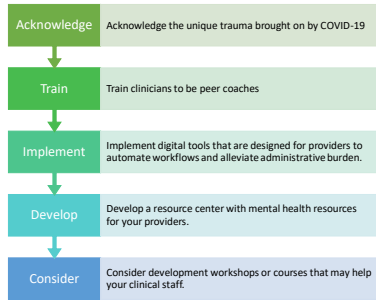 Acknowledge
Acknowledge the unique trauma brought on by COVID-19
Train
Train clinicians to be peer coaches
Implement
Implement digital tools that are designed for providers to
automate workflows and alleviate administrative burden.
Develop
Develop a resource center with mental health resources
for your providers.
Consider
Consider development workshops or courses that may help
your clinical staff.